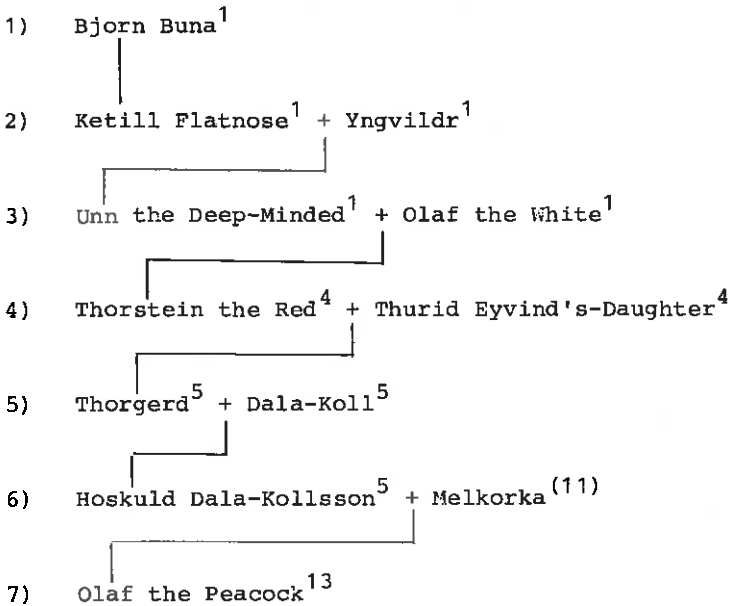 1) Bjorn Buna1
2) Ketill Flatnose1 + Yngvildr1
3) Unn the Deep-Minded1 + Olaf the White1
4) Thorstein the Red4 + Thurid Eyvind's-Daughter4
5) Thorgerd5 + Dala-Koll5
6) Hoskuld Dala-Kollsson5 + Melkorka(11)
7) Olaf the Peacock13